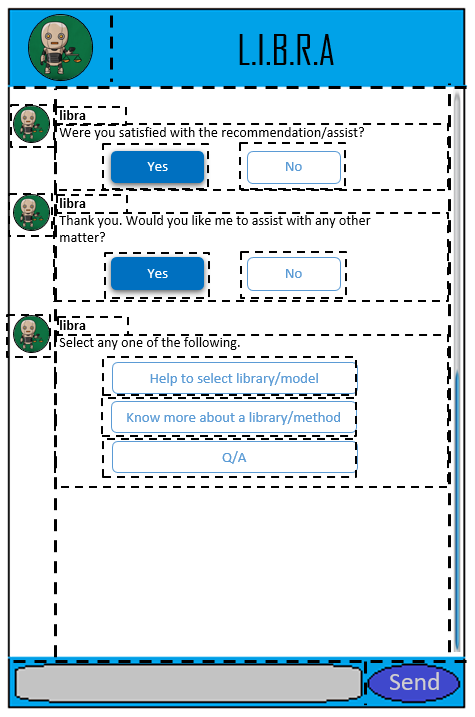 L.I.B.R.A
libra
Were you satisfied with the recommendation/assist?
Yes
No
libra
Thank you. Would you like me to assist with any other
matter?
Yes
No
libra
Select any one of the following.
Help to select library/model
Know more about a library/method
Q/A
Send